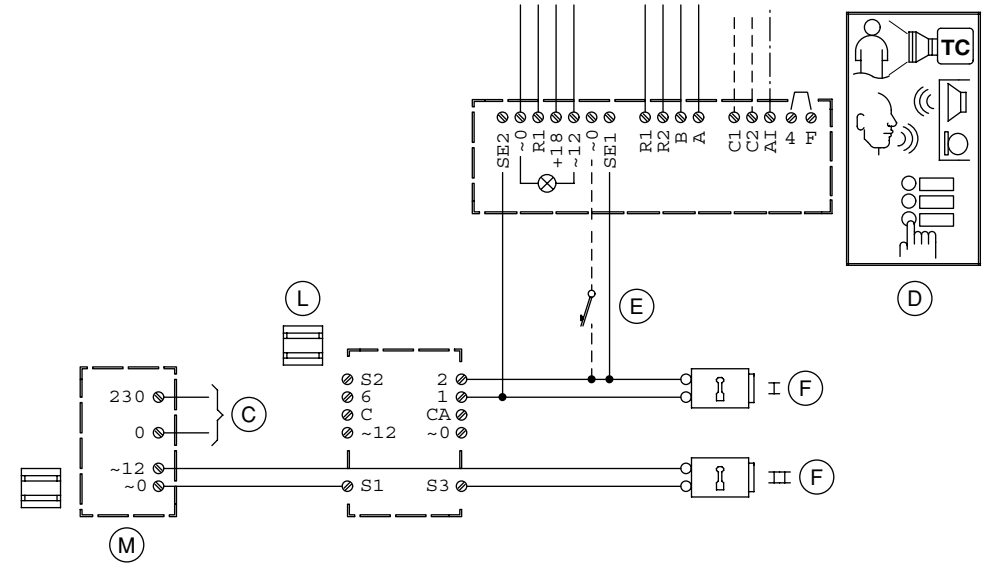 TC
SE2 ~0 R1 +18 ~12 ~0 SE1 R1 R2 B A C1 C2 AI 4 F
L
E
D
S2 2
6 1
C CA
~12 ~0
S1 S3
230
0
~12
~0
C
I F
II F
M